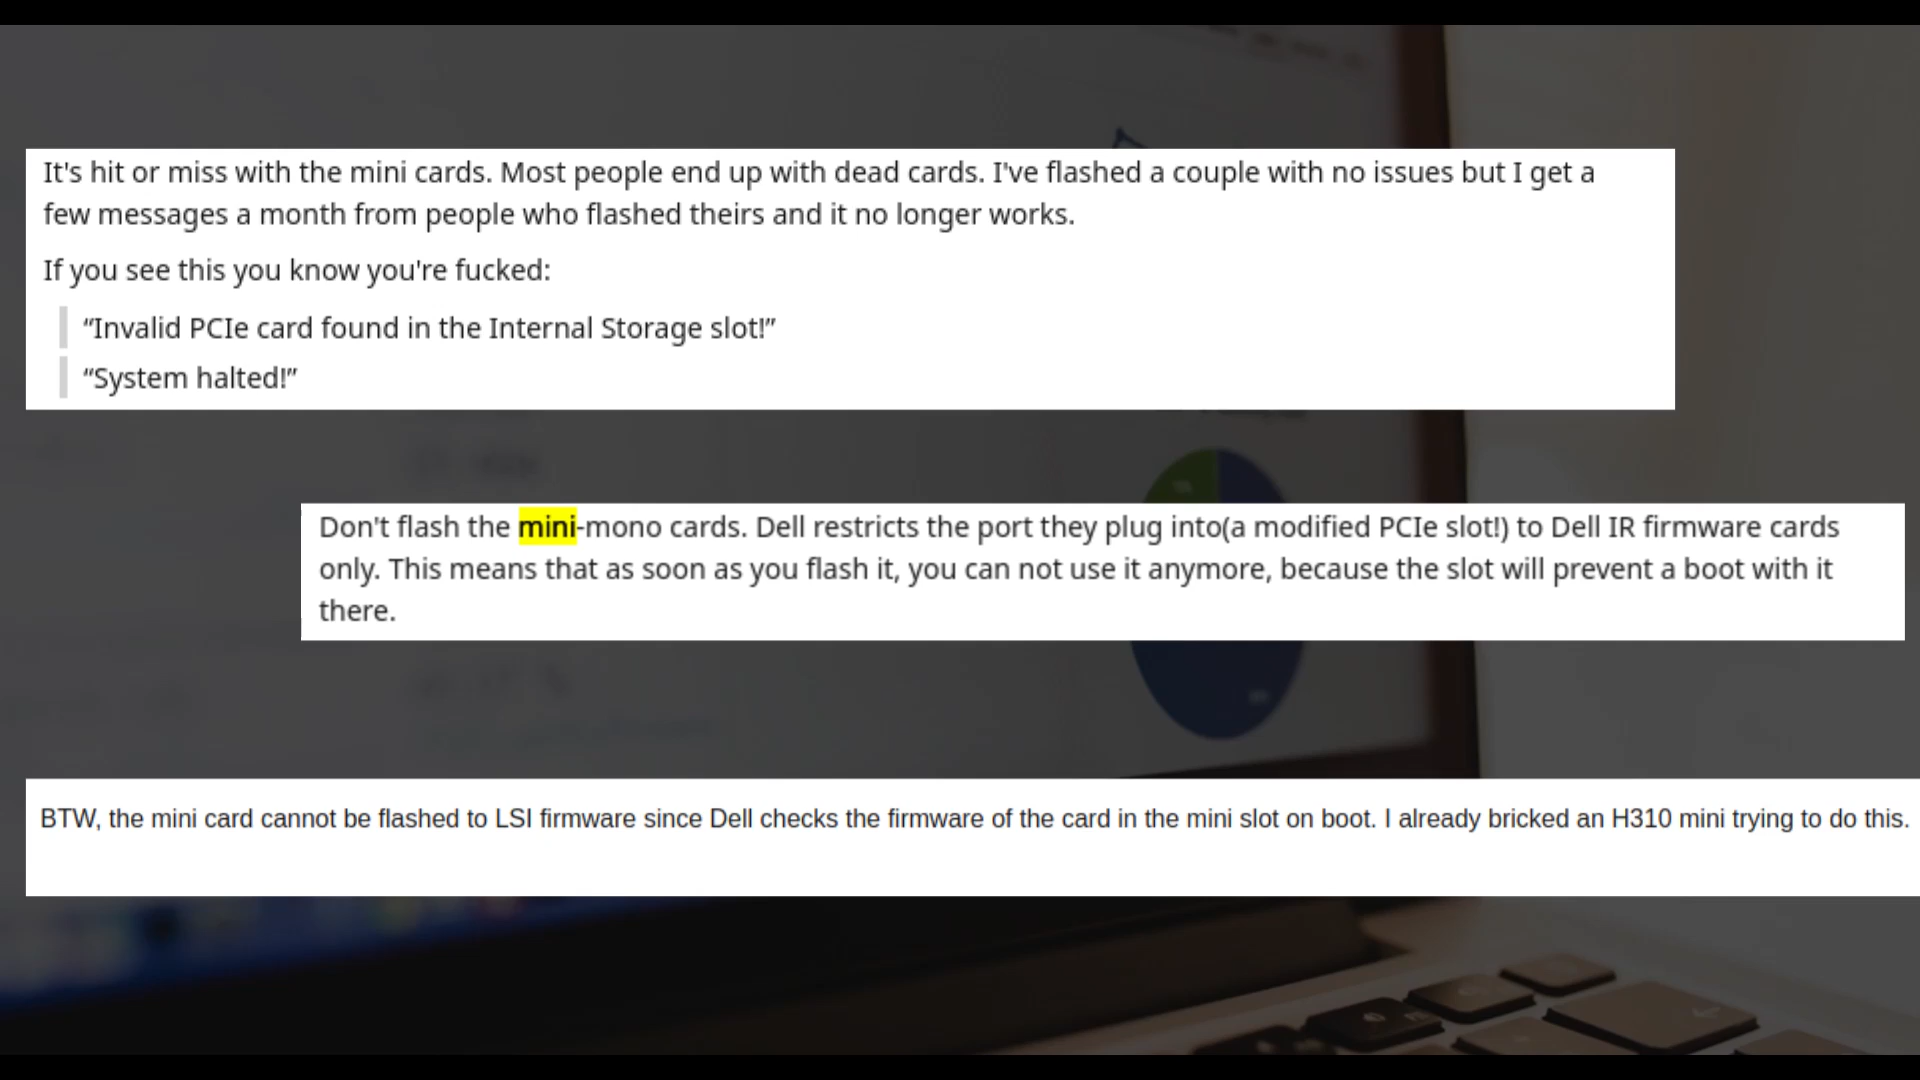 It's hit or miss with the mini cards. Most people end up with dead cards. I've flashed a couple with no issues but I get a
few messages a month from people who flashed theirs and it no longer works.
If you see this you know you're fucked:
“Invalid PCIe card found in the Internal Storage slot!”
“System halted!”
Don't flash the mini-mono cards. Dell restricts the port they plug into(a modified PCIe slot!) to Dell IR firmware cards
only. This means that as soon as you flash it, you can not use it anymore, because the slot will prevent a boot with it
there.
BTW, the mini card cannot be flashed to LSI firmware since Dell checks the firmware of the card in the mini slot on boot. I already bricked an H310 mini trying to do this.